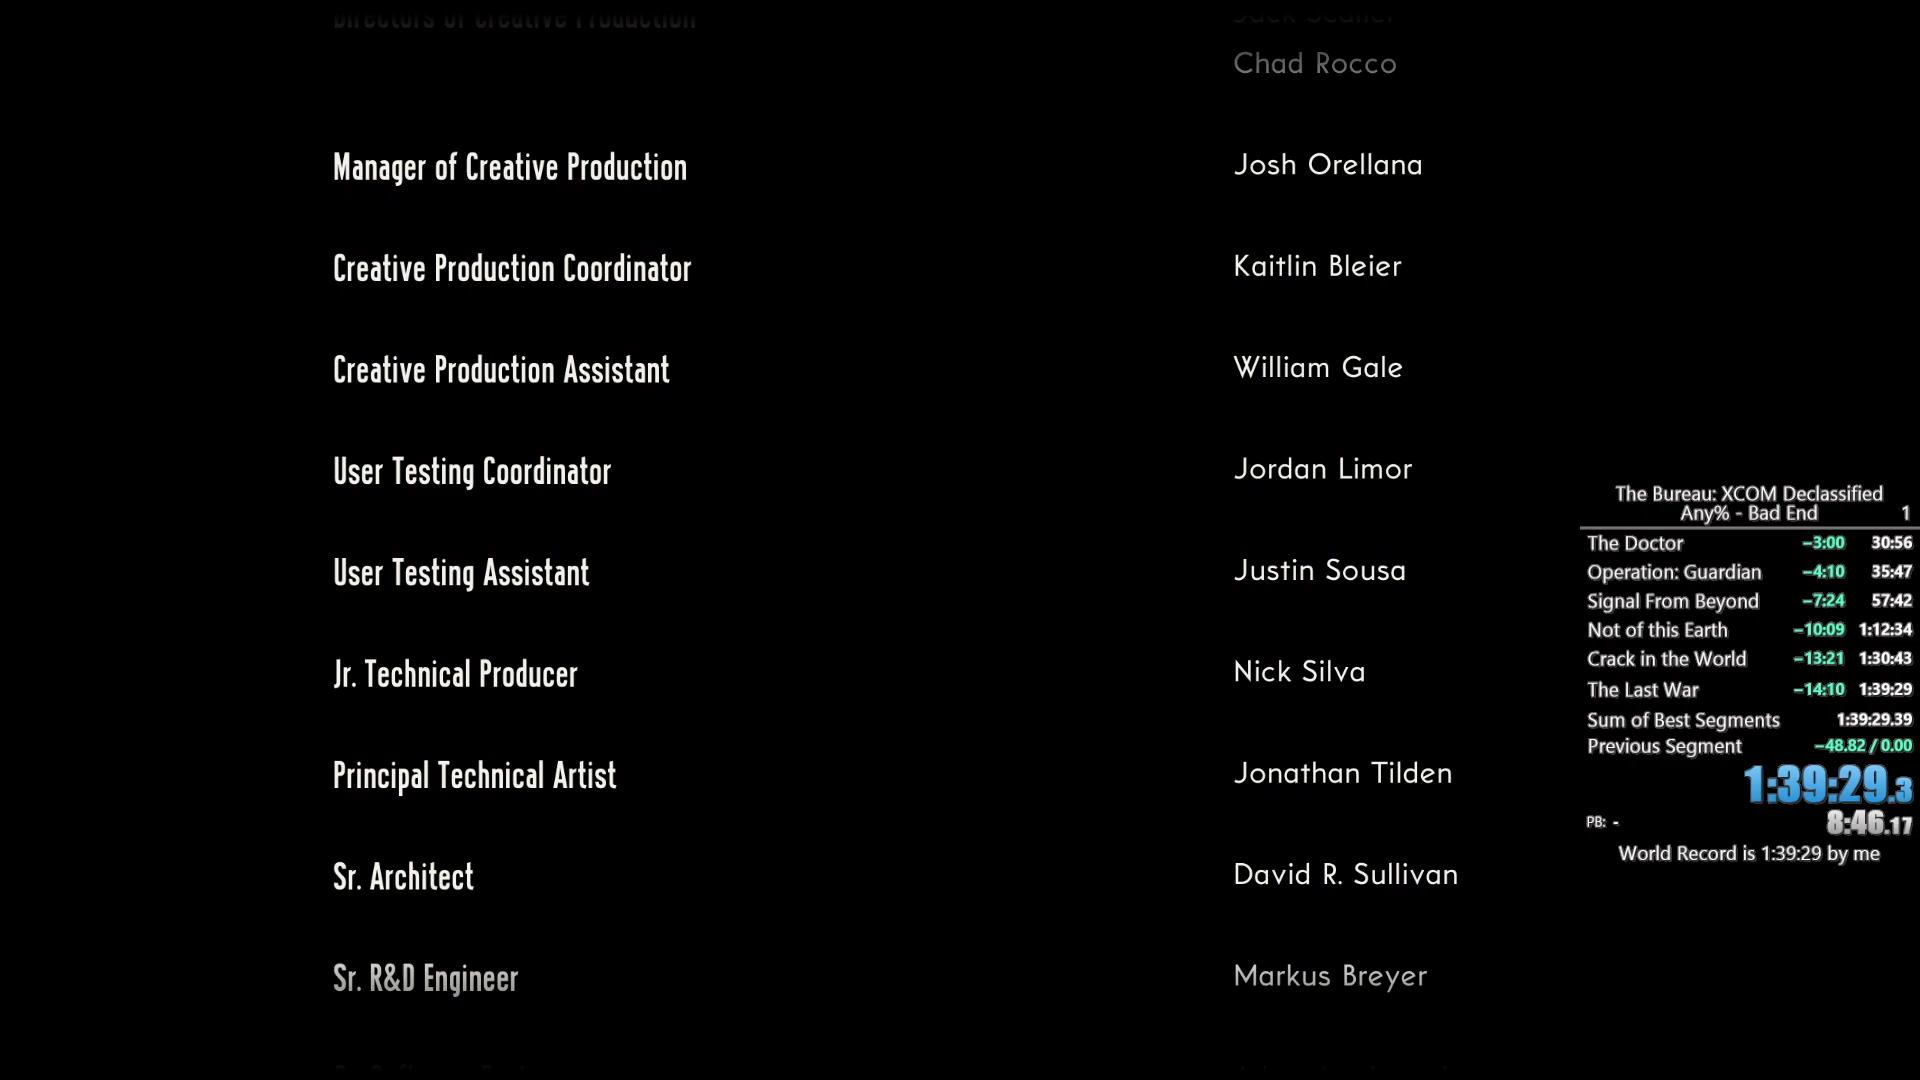 Directors of Creative Production
Chad Rocco
Manager of Creative Production Josh Orellana
Creative Production Coordinator Kaitlin Bleier
Creative Production Assistant William Gale
User Testing Coordinator Jordan Limor
User Testing Assistant Justin Sousa
Jr. Technical Producer Nick Silva
Principal Technical Artist Jonathan Tilden
Sr. Architect David R. Sullivan
Sr. R&D Engineer Markus Breyer
The Bureau: XCOM Declassified
Any% - Bad End 1
The Doctor −3:00 30:56
Operation: Guardian −4:10 35:47
Signal From Beyond −7:24 57:42
Not of this Earth −10:09 1:12:34
Crack in the World −13:21 1:30:43
The Last War −14:10 1:39:29
Sum of Best Segments 1:39:29.39
Previous Segment −48.82 / 0.00
1:39:29.3
8:46.17
PB: -
World Record is 1:39:29 by me